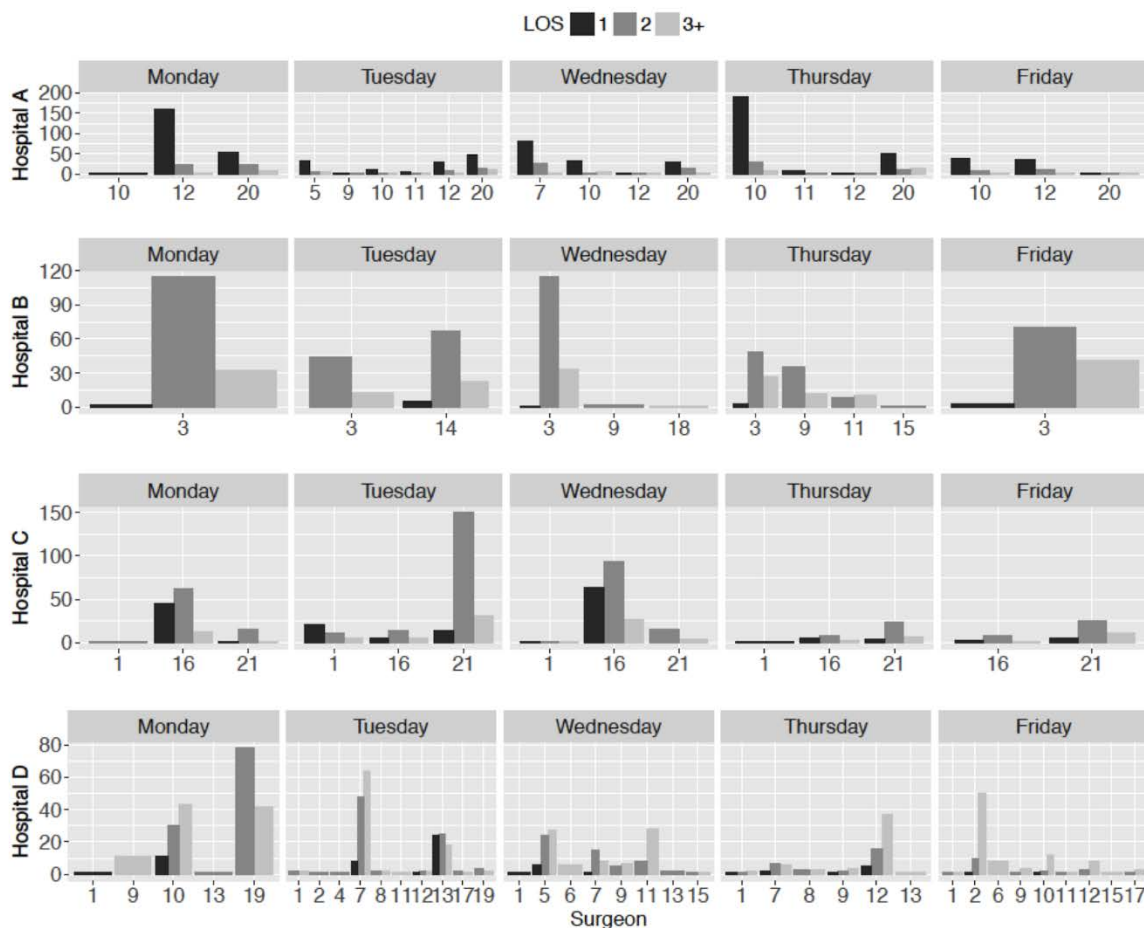 LOS 1 2 3+
Hospital A
Monday Tuesday Wednesday Thursday Friday
200
150
100
50
0
10 12 20 5 9 10 11 12 20 7 10 12 20 10 11 12 20 10 12 20
Hospital B
Monday Tuesday Wednesday Thursday Friday
120
90
60
30
0
3 3 14 3 9 18 3 9 11 15 3
Hospital C
Monday Tuesday Wednesday Thursday Friday
150
100
50
0
1 16 21 1 16 21 1 16 21 1 16 21 16 21
Hospital D
Monday Tuesday Wednesday Thursday Friday
80
60
40
20
0
1 9 10 13 19 1 2 4 7 8 11 12 13 17 19 1 5 6 7 9 11 13 15 1 7 8 9 12 13 1 2 6 9 10 11 12 15 17
Surgeon